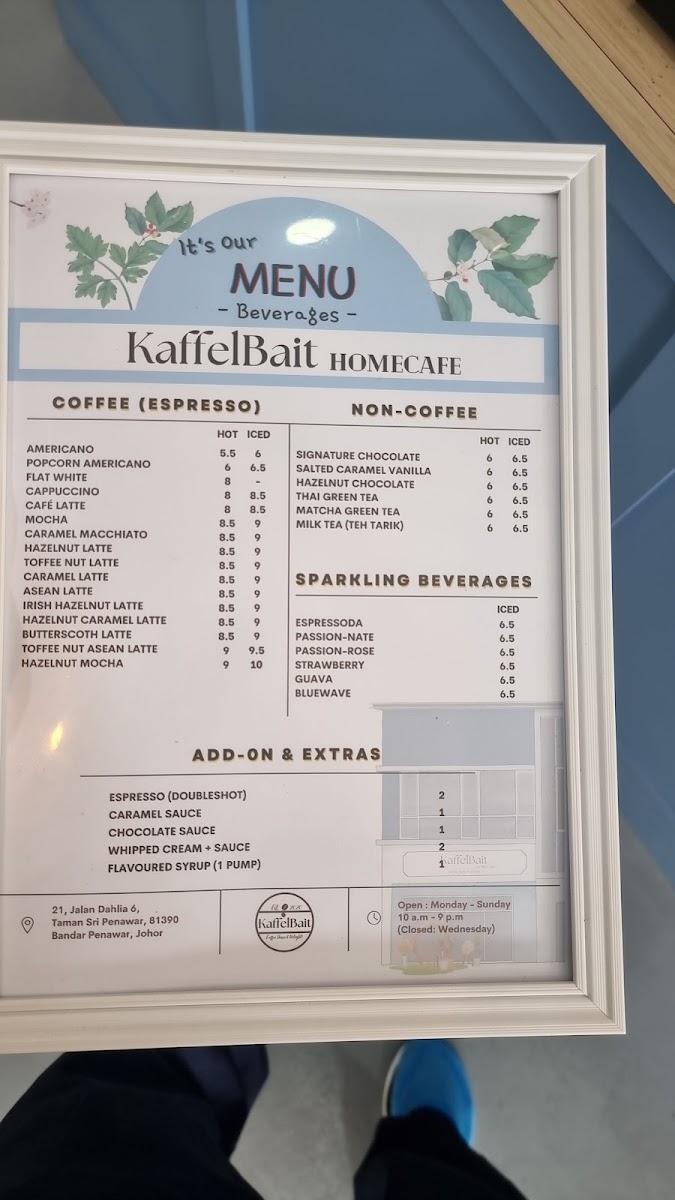 It's Our
MENU
- Beverages -
KaffelBait HOMECAFE
COFFEE (ESPRESSO)
HOT ICED
AMERICANO 5.5 6
POPCORN AMERICANO 6 6.5
FLAT WHITE 8 -
CAPPUCCINO 8 8.5
CAFÉ LATTE 8 8.5
MOCHA 8.5 9
CARAMEL MACCHIATO 8.5 9
HAZELNUT LATTE 8.5 9
TOFFEE NUT LATTE 8.5 9
CARAMEL LATTE 8.5 9
ASEAN LATTE 8.5 9
IRISH HAZELNUT LATTE 8.5 9
HAZELNUT CARAMEL LATTE 8.5 9
BUTTERSCOTH LATTE 8.5 9
TOFFEE NUT ASEAN LATTE 9 9.5
HAZELNUT MOCHA 9 10
NON-COFFEE
HOT ICED
SIGNATURE CHOCOLATE 6 6.5
SALTED CARAMEL VANILLA 6 6.5
HAZELNUT CHOCOLATE 6 6.5
THAI GREEN TEA 6 6.5
MATCHA GREEN TEA 6 6.5
MILK TEA (TEH TARIK) 6 6.5
SPARKLING BEVERAGES
ICED
ESPRESSODA 6.5
PASSION-NATE 6.5
PASSION-ROSE 6.5
STRAWBERRY 6.5
GUAVA 6.5
BLUEWAVE 6.5
ADD-ON & EXTRAS
ESPRESSO (DOUBLESHOT) 2
CARAMEL SAUCE 1
CHOCOLATE SAUCE 1
WHIPPED CREAM + SAUCE 2
FLAVOURED SYRUP (1 PUMP) 1
KaffelBait
21, Jalan Dahlia 6,
Taman Sri Penawar, 81390
Bandar Penawar, Johor
KaffelBait
Open : Monday - Sunday
10 a.m - 9 p.m
(Closed: Wednesday)